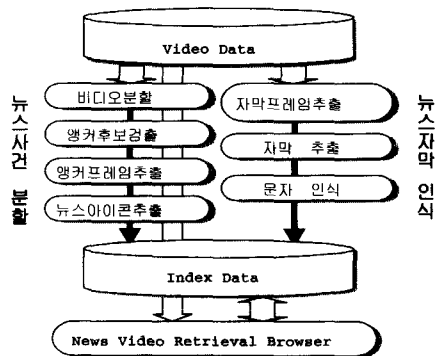 Video Data
뉴스사건 분할
비디오분할
앵커후보검출
앵커프레임추출
뉴스아이콘추출
자막프레임추출
자막 추출
문자 인식
뉴스자막 인식
Index Data
News Video Retrieval Browser